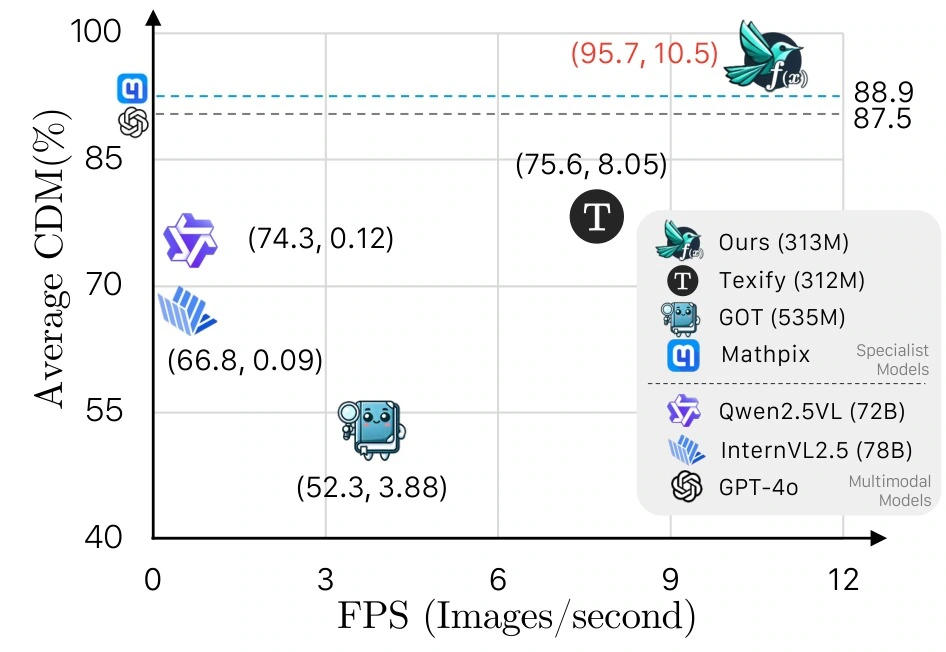 100
(95.7, 10.5)
f(x)
88.9
87.5
Average CDM(%)
85
(75.6, 8.05)
T
(74.3, 0.12)
70
(66.8, 0.09)
55
(52.3, 3.88)
40
0 3 6 9 12
FPS (Images/second)
f(x) Ours (313M)
T Texify (312M)
GOT (535M)
Mathpix
Specialist
Models
Qwen2.5VL (72B)
InternVL2.5 (78B)
GPT-4o
Multimodal
Models